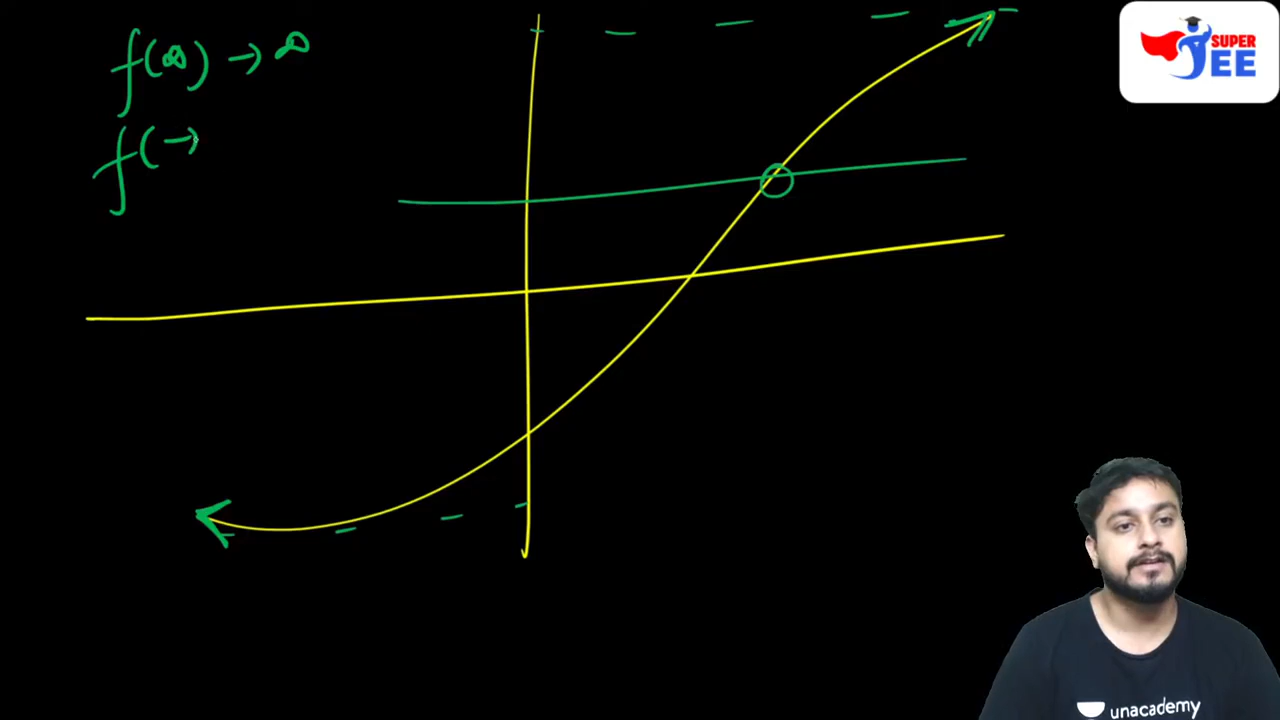 f(∞) → ∞
f(-
SUPER
JEE
unacademy